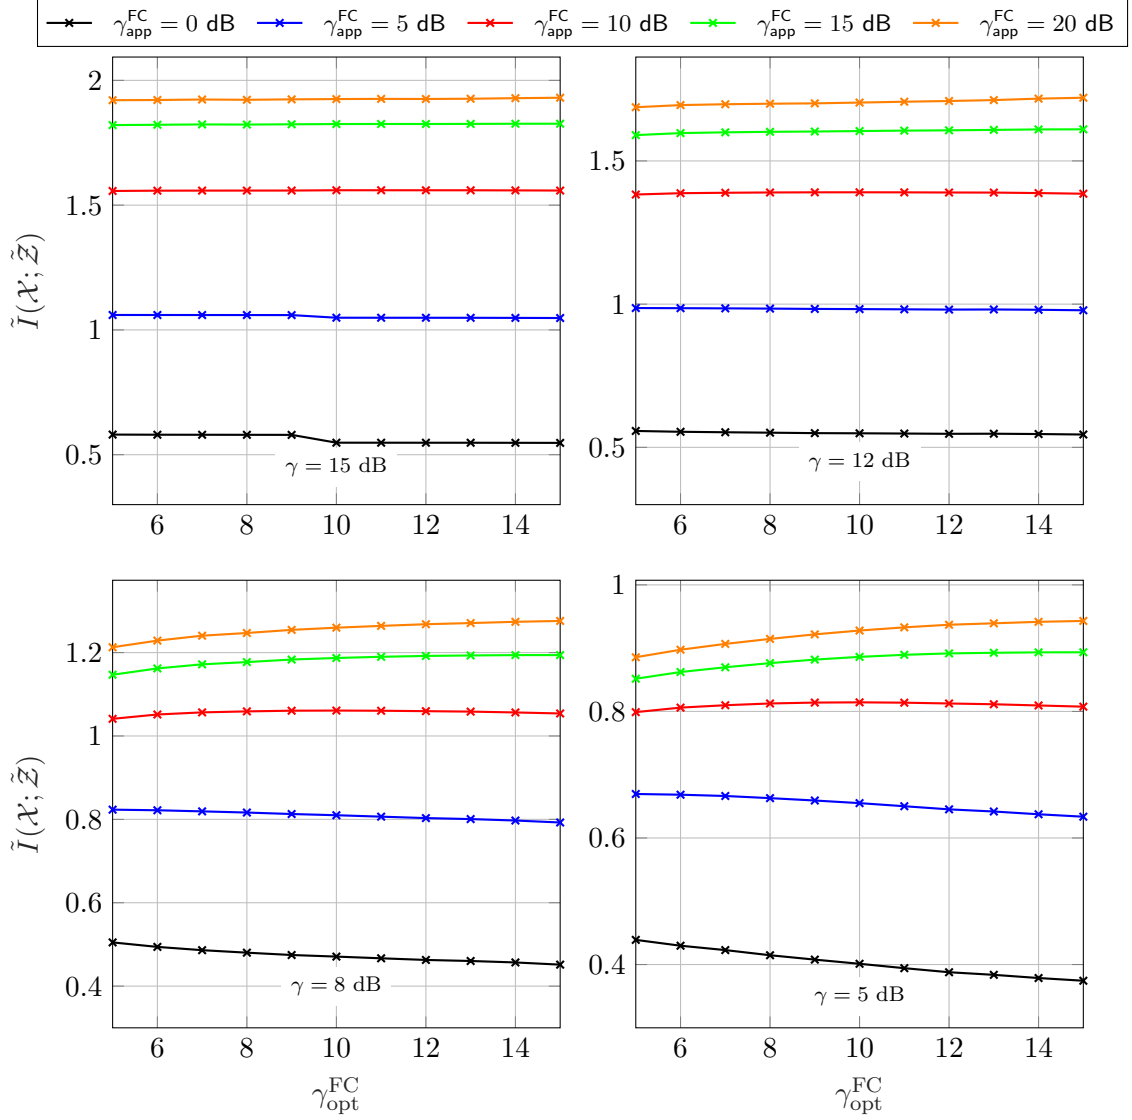 γ_app^FC = 0 dB γ_app^FC = 5 dB γ_app^FC = 10 dB γ_app^FC = 15 dB γ_app^FC = 20 dB
2
1.5
1
0.5
Ĩ(𝒳; 𝒵̃)
γ = 15 dB
6 8 10 12 14
1.5
1
0.5
γ = 12 dB
6 8 10 12 14
1.2
1
0.8
0.6
0.4
Ĩ(𝒳; 𝒵̃)
γ = 8 dB
6 8 10 12 14
γ_opt^FC
1
0.8
0.6
0.4
γ = 5 dB
6 8 10 12 14
γ_opt^FC